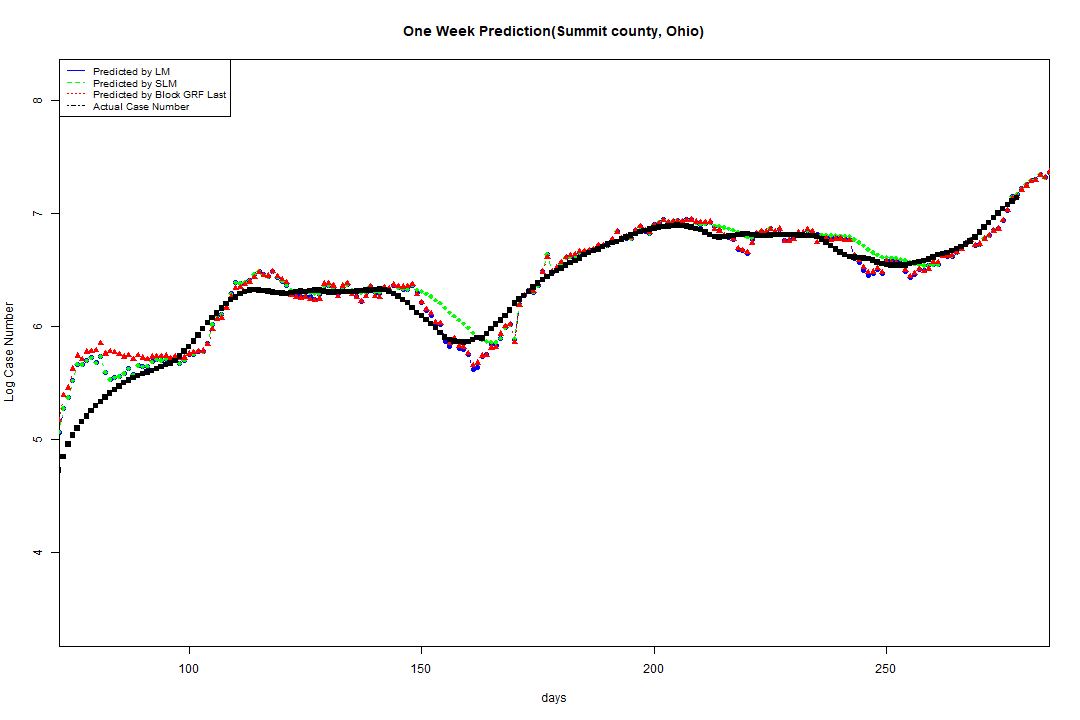 One Week Prediction(Summit county, Ohio)
Predicted by LM
Predicted by SLM
Predicted by Block GRF Last
Actual Case Number
8
7
6
5
4
Log Case Number
100 150 200 250
days